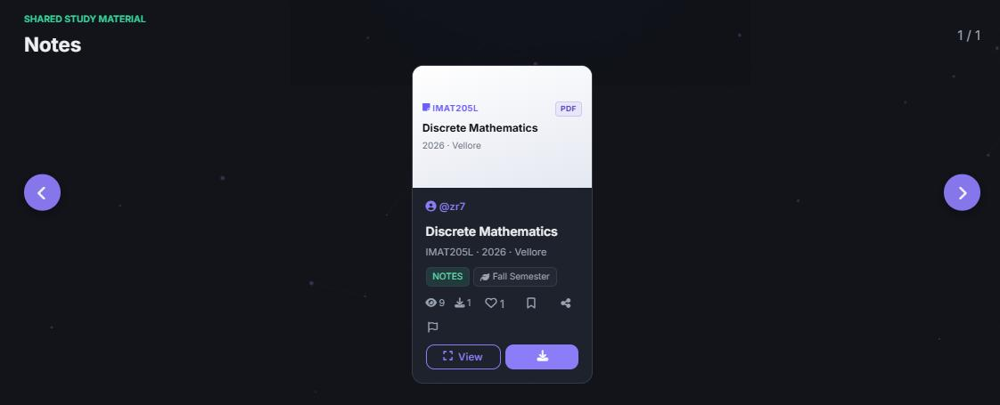 SHARED STUDY MATERIAL
Notes
1 / 1
IMAT205L
PDF
Discrete Mathematics
2026 · Vellore
@zr7
Discrete Mathematics
IMAT205L · 2026 · Vellore
NOTES Fall Semester
9 1 1
View